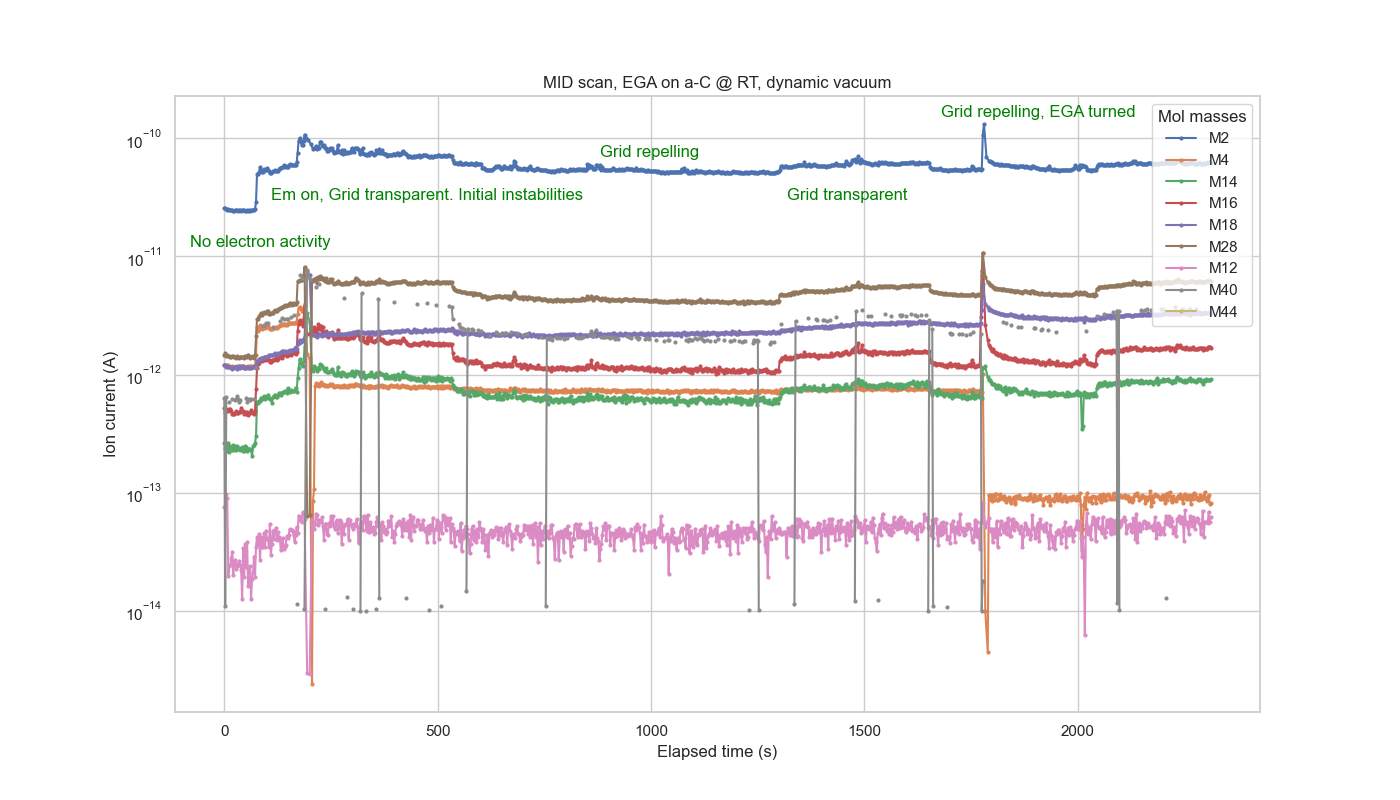 MID scan, EGA on a-C @ RT, dynamic vacuum
Grid repelling, EGA turned
Mol masses
M2
M4
M14
M16
M18
M28
M12
M40
M44
Grid repelling
Em on, Grid transparent. Initial instabilities
Grid transparent
No electron activity
10⁻¹⁰
10⁻¹¹
10⁻¹²
10⁻¹³
10⁻¹⁴
Ion current (A)
0
500
1000
1500
2000
Elapsed time (s)